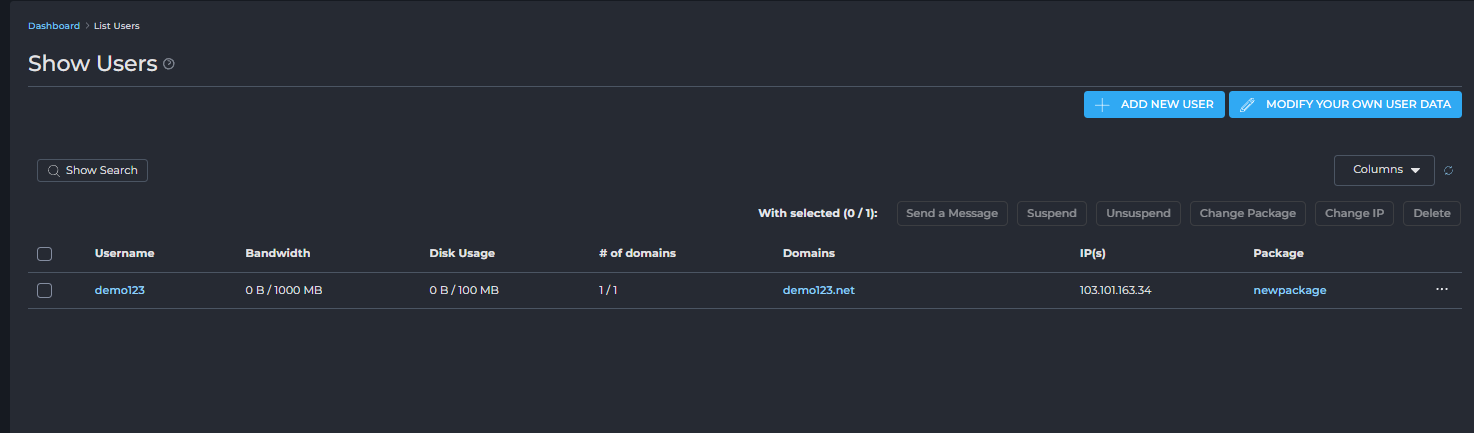 Dashboard > List Users
Show Users
ADD NEW USER MODIFY YOUR OWN USER DATA
Show Search Columns
With selected (0 / 1): Send a Message Suspend Unsuspend Change Package Change IP Delete
Username Bandwidth Disk Usage # of domains Domains IP(s) Package
demo123 0 B / 1000 MB 0 B / 100 MB 1 / 1 demo123.net 103.101.163.34 newpackage ...